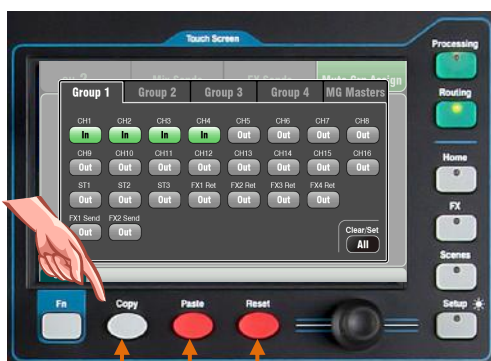 Touch Screen
Processing
Mute Grp Assign
Group 1 Group 2 Group 3 Group 4 MG Masters
Routing
CH1 CH2 CH3 CH4 CH5 CH6 CH7 CH8
In In In In Out Out Out Out
CH9 CH10 CH11 CH12 CH13 CH14 CH15 CH16
Out Out Out Out Out Out Out Out
Home
ST1 ST2 ST3 FX1 Ret FX2 Ret FX3 Ret FX4 Ret
Out Out Out Out Out Out Out
FX
FX1 Send FX2 Send
Out Out
Clear/Set
All
Scenes
Fn Copy Paste Reset Setup